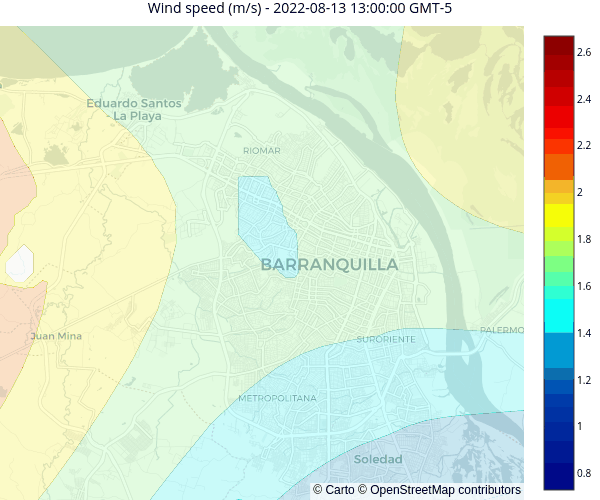 Wind speed (m/s) - 2022-08-13 13:00:00 GMT-5
2.6
2.4
2.2
2
1.8
1.6
1.4
1.2
1
0.8
Eduardo Santos
- La Playa
RIOMAR
BARRANQUILLA
Juan Mina
SURORIENTE
PALERMO
METROPOLITANA
Soledad
© Carto © OpenStreetMap contributors